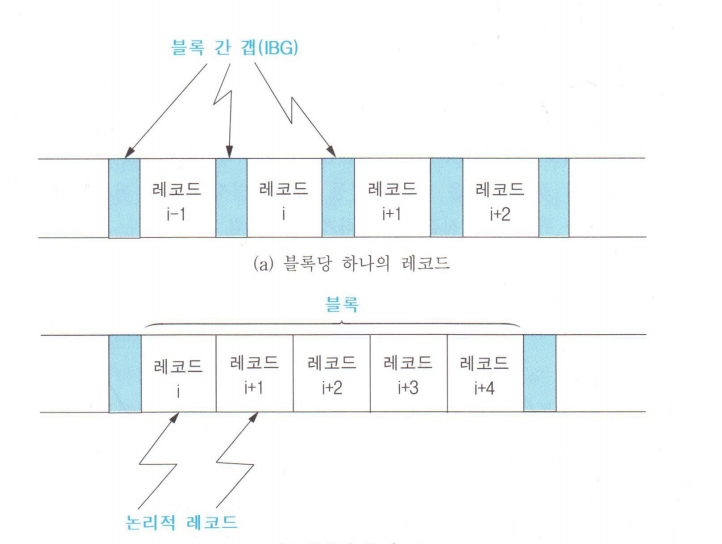 블록 간 갭(IBG)
레코드 레코드 레코드 레코드
i-1 i i+1 i+2
(a) 블록당 하나의 레코드
블록
레코드 레코드 레코드 레코드 레코드
i i+1 i+2 i+3 i+4
논리적 레코드